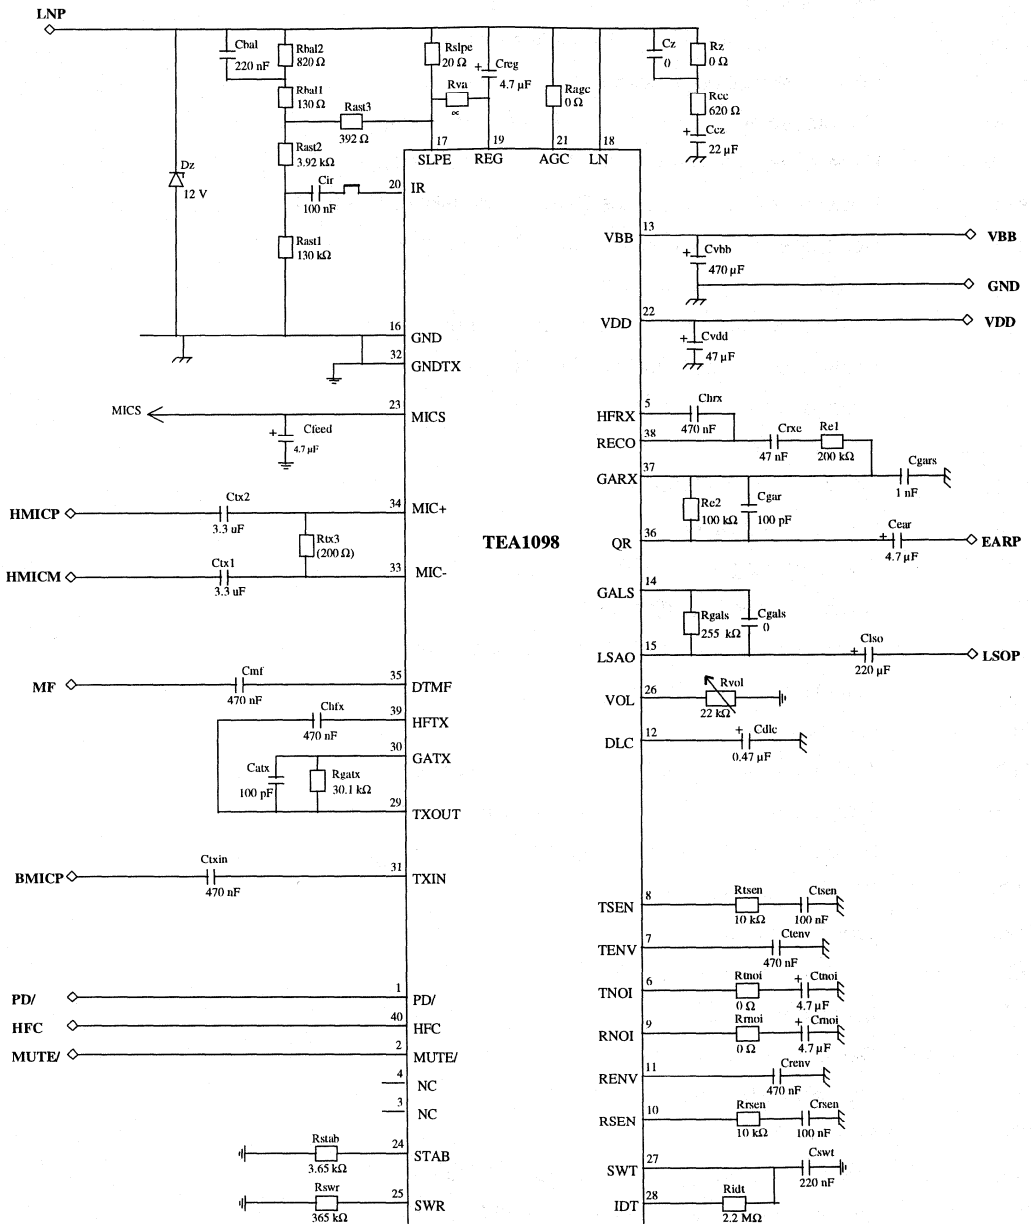 LNP
Cbal
220 nF
Rbal2
820 Ω
Rbal1
130 Ω
Rast3
392 Ω
Rast2
3.92 kΩ
Dz
12 V
Cir
100 nF
Rast1
130 kΩ
Rslpe
20 Ω
Creg
+
4.7 µF
Rva
∞
Ragc
0 Ω
Cz
0
Rz
0 Ω
Rcc
620 Ω
+
Ccz
22 µF
17
19
21
18
SLPE
REG
AGC
LN
20
IR
16
GND
32
GNDTX
MICS
23
MICS
+
Cfeed
4.7 µF
HMICP
Ctx2
3.3 uF
34
MIC+
Rtx3
(200 Ω)
HMICM
Ctx1
3.3 uF
33
MIC-
TEA1098
MF
Cmf
470 nF
35
DTMF
Chfx
470 nF
39
HFTX
30
GATX
Catx
100 pF
Rgatx
30.1 kΩ
29
TXOUT
BMICP
Ctxin
470 nF
31
TXIN
PD/
1
PD/
HFC
40
HFC
MUTE/
2
MUTE/
4
NC
3
NC
Rstab
3.65 kΩ
24
STAB
Rswr
365 kΩ
25
SWR
VBB
13
+
Cvbb
470 µF
VBB
GND
VDD
22
+
Cvdd
47 µF
VDD
HFRX
5
Chrx
470 nF
RECO
38
Crxe
47 nF
Re1
200 kΩ
GARX
37
Cgars
1 nF
Re2
100 kΩ
Cgar
100 pF
QR
36
+
Cear
4.7 µF
EARP
GALS
14
Rgals
255 kΩ
Cgals
0
LSAO
15
+
Clso
220 µF
LSOP
VOL
26
Rvol
22 kΩ
DLC
12
+
Cdlc
0.47 µF
TSEN
8
Rtsen
10 kΩ
Ctsen
100 nF
TENV
7
Ctenv
470 nF
TNOI
6
Rtnoi
0 Ω
+
Ctnoi
4.7 µF
RNOI
9
Rrnoi
0 Ω
+
Crnoi
4.7 µF
RENV
11
Crenv
470 nF
RSEN
10
Rrsen
10 kΩ
Crsen
100 nF
SWT
27
Cswt
220 nF
IDT
28
Ridt
2.2 MΩ